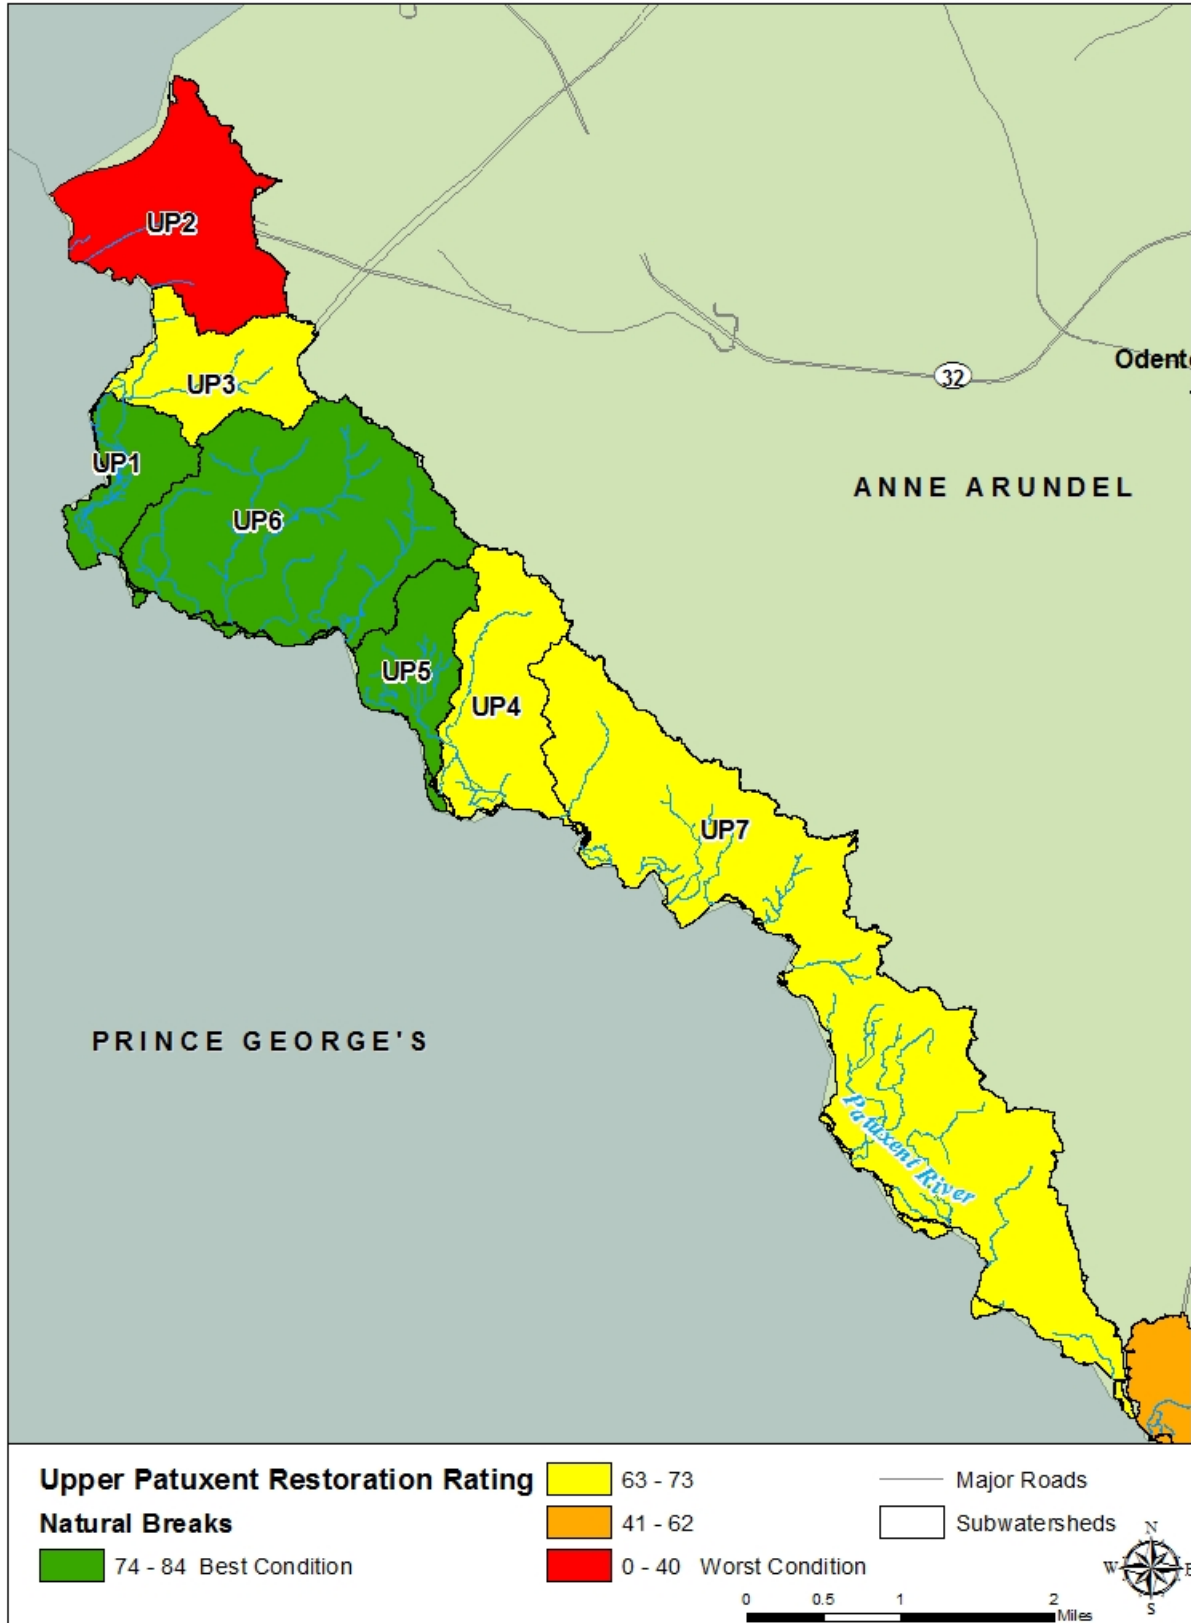 UP2
UP3
32
Odent
UP1
ANNE ARUNDEL
UP6
UP5
UP4
UP7
PRINCE GEORGE'S
Patuxent River
Upper Patuxent Restoration Rating
Natural Breaks
74 - 84 Best Condition
63 - 73
41 - 62
0 - 40 Worst Condition
Major Roads
Subwatersheds
N
W E
S
0 0.5 1 2
Miles